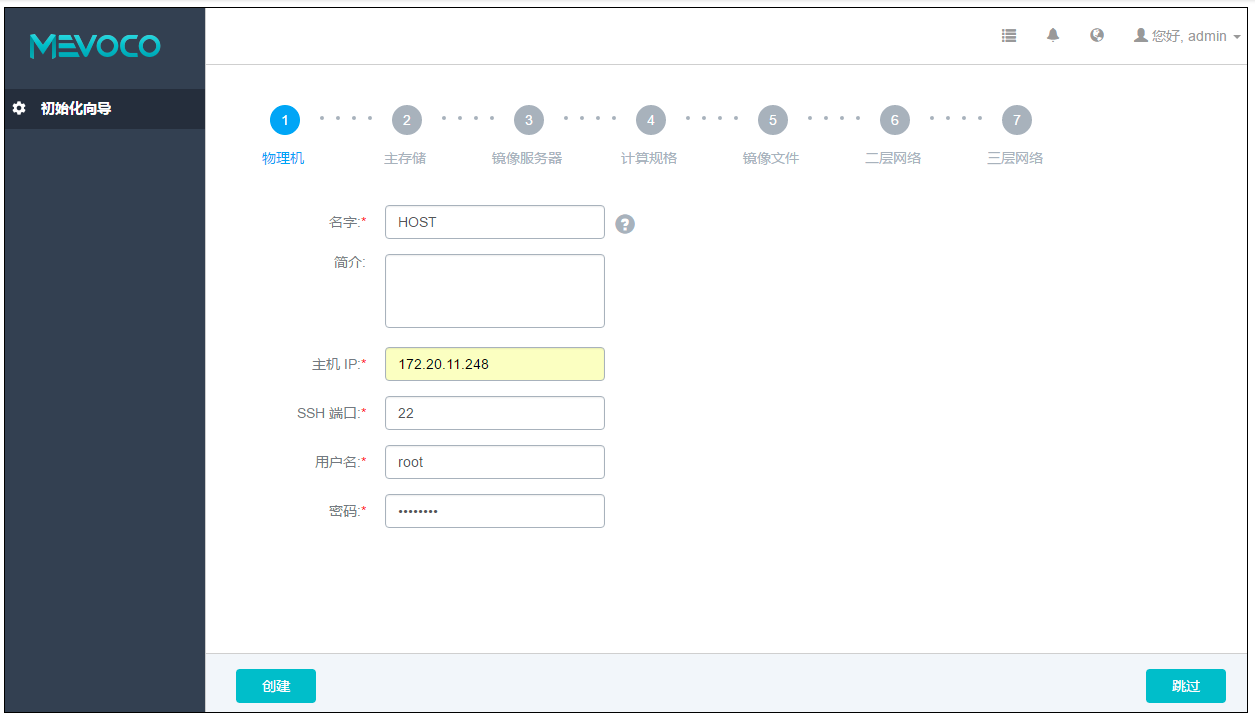 MEVOCO
您好, admin
初始化向导
1 2 3 4 5 6 7
物理机 主存储 镜像服务器 计算规格 镜像文件 二层网络 三层网络
名字:* HOST ?
简介:
主机 IP:* 172.20.11.248
SSH 端口:* 22
用户名:* root
密码:* ••••••••
创建 跳过